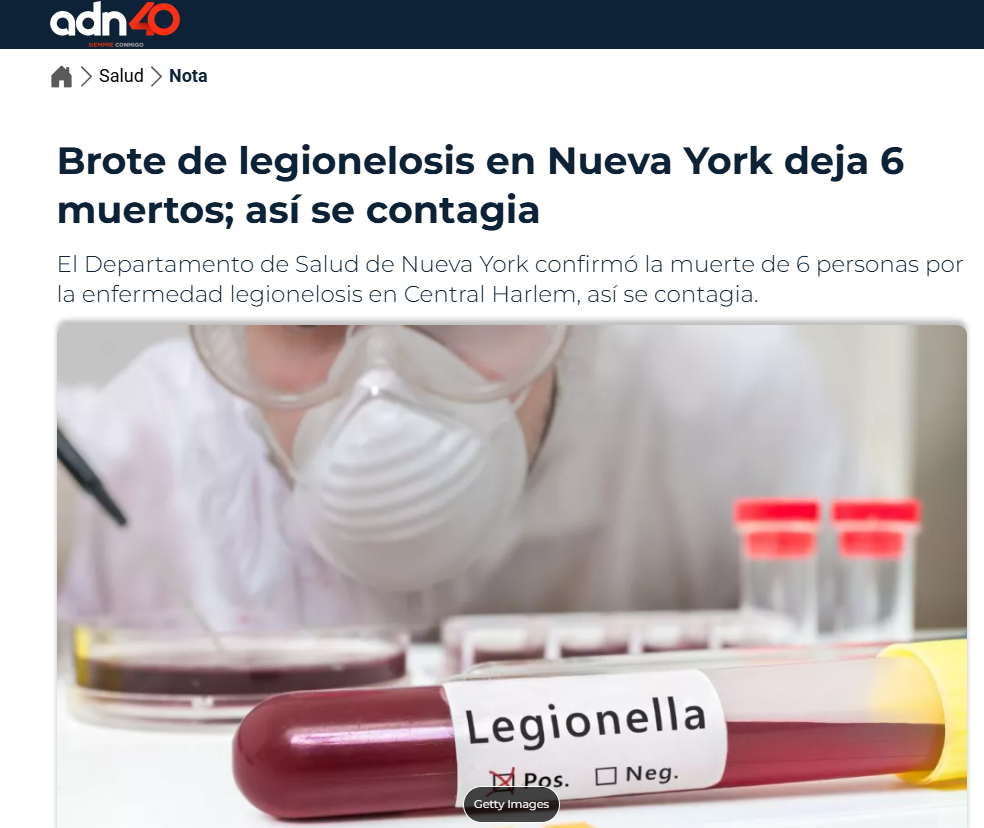 adn40
SIEMPRE CONMIGO
Salud
Nota
Brote de legionelosis en Nueva York deja 6
muertos; así se contagia
El Departamento de Salud de Nueva York confirmó la muerte de 6 personas por
la enfermedad legionelosis en Central Harlem, así se contagia.
Legionella
Pos. Neg.
Getty Images